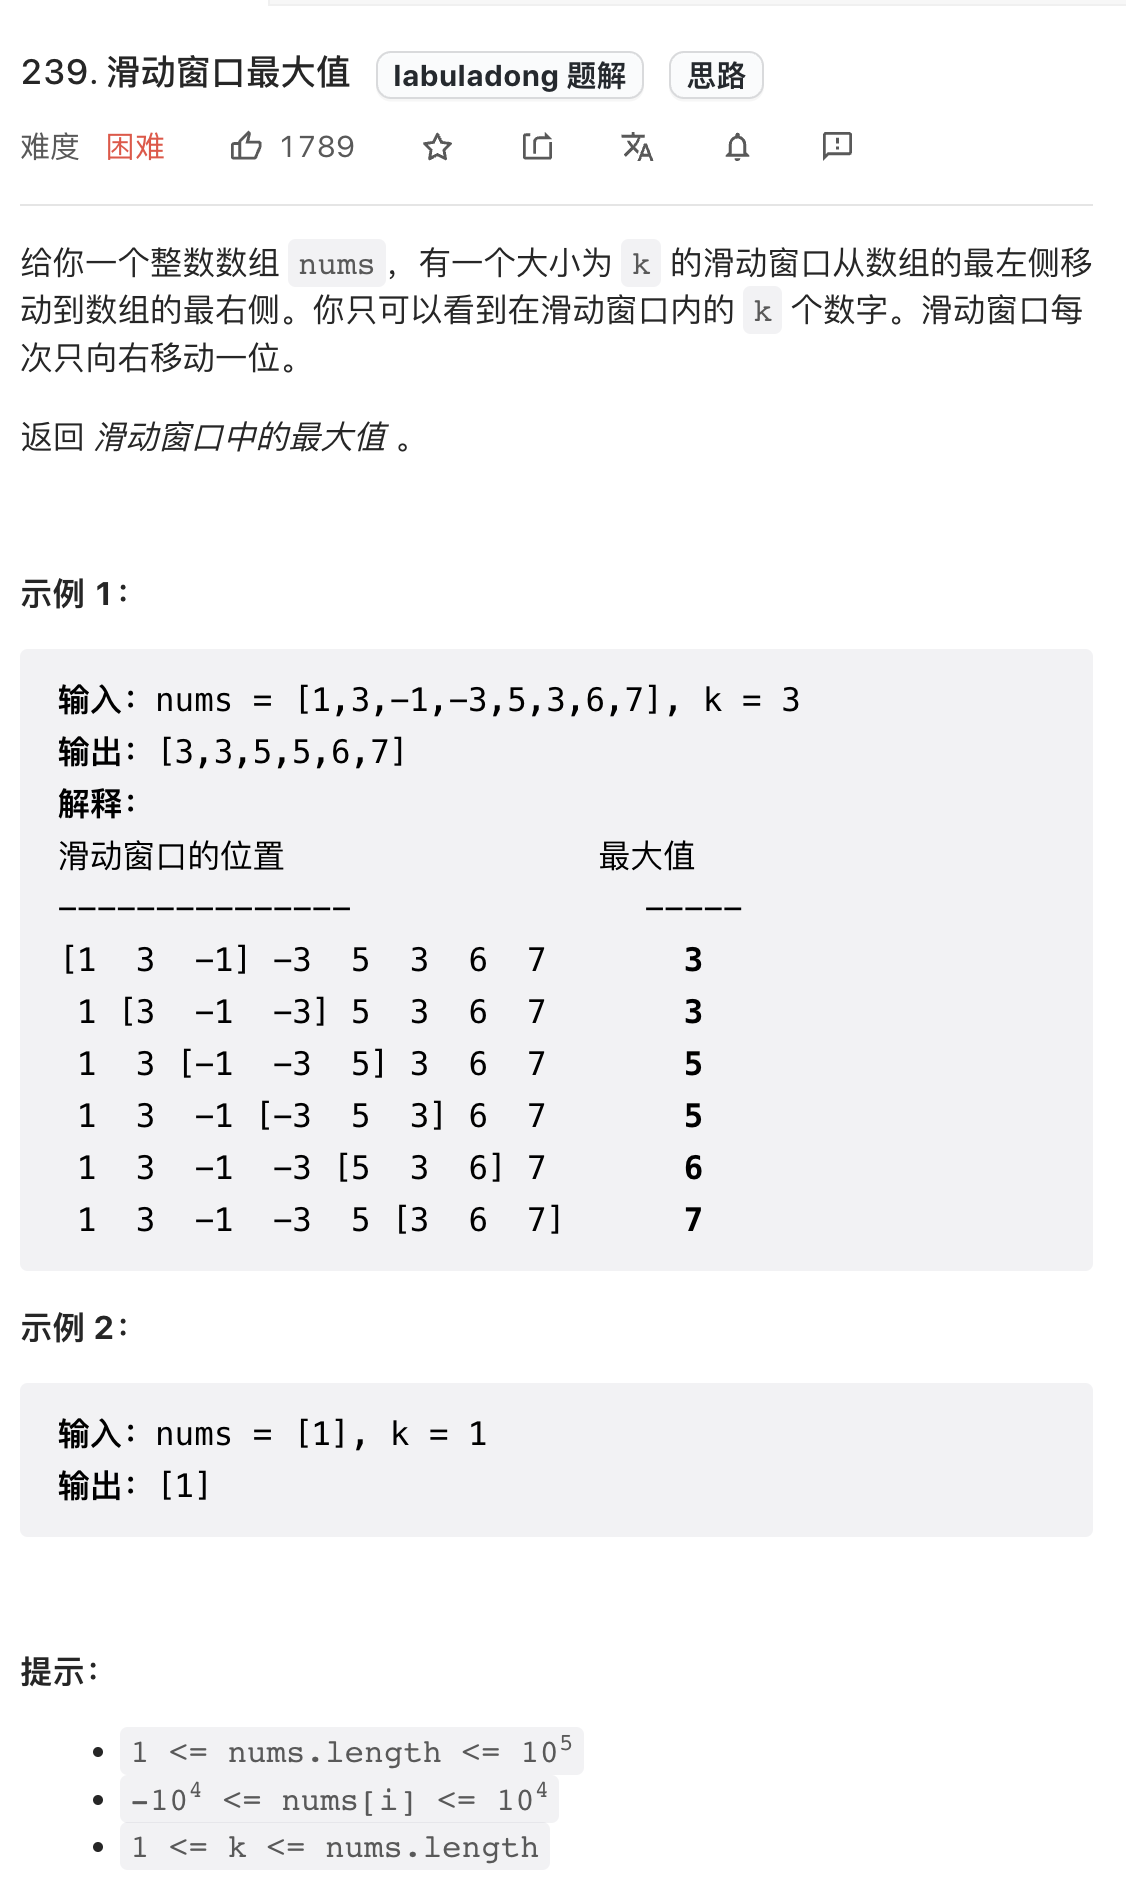 239. 滑动窗口最大值 labuladong 题解 思路
难度 困难 1789
给你一个整数数组 nums，有一个大小为 k 的滑动窗口从数组的最左侧移
动到数组的最右侧。你只可以看到在滑动窗口内的 k 个数字。滑动窗口每
次只向右移动一位。
返回 滑动窗口中的最大值 。
示例 1：
输入：nums = [1,3,-1,-3,5,3,6,7], k = 3
输出：[3,3,5,5,6,7]
解释：
滑动窗口的位置 最大值
--------------- -----
[1 3 -1] -3 5 3 6 7 3
1 [3 -1 -3] 5 3 6 7 3
1 3 [-1 -3 5] 3 6 7 5
1 3 -1 [-3 5 3] 6 7 5
1 3 -1 -3 [5 3 6] 7 6
1 3 -1 -3 5 [3 6 7] 7
示例 2：
输入：nums = [1], k = 1
输出：[1]
提示：
• 1 <= nums.length <= 10⁵
• -10⁴ <= nums[i] <= 10⁴
• 1 <= k <= nums.length